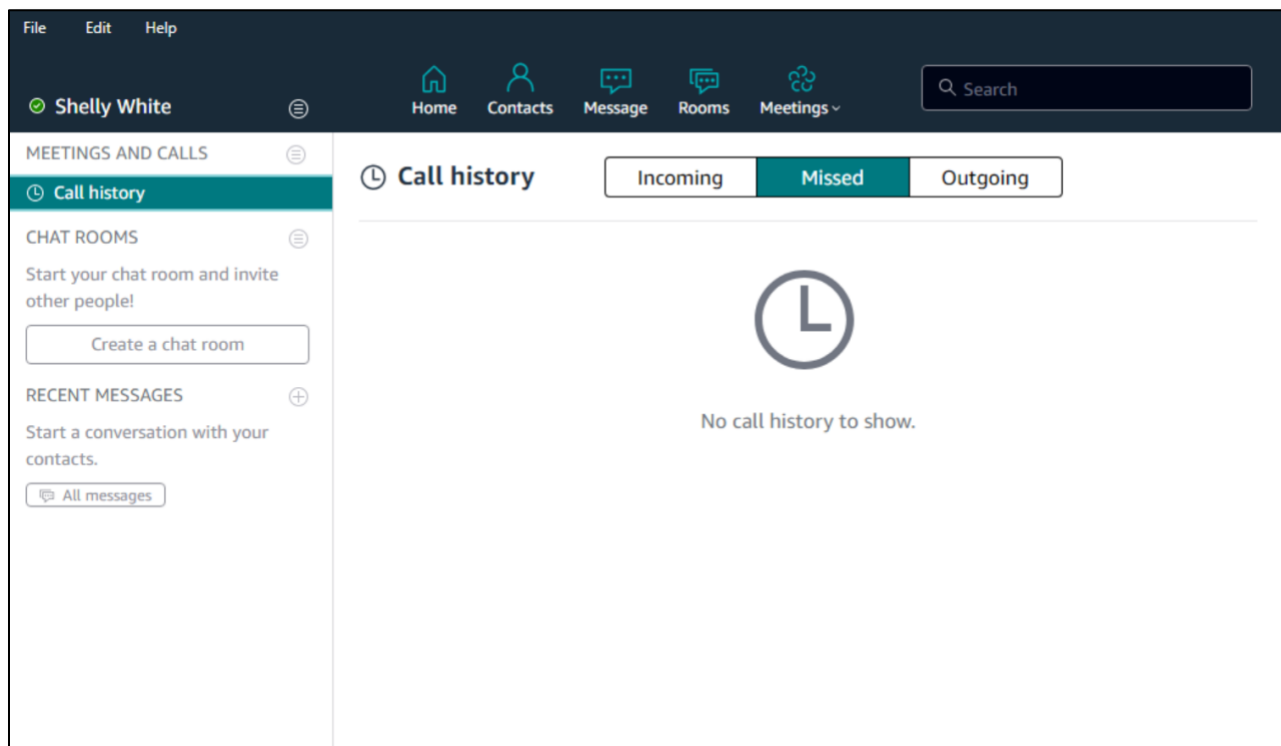 File Edit Help
Shelly White
Home Contacts Message Rooms Meetings
Search
MEETINGS AND CALLS
Call history
CHAT ROOMS
Start your chat room and invite
other people!
Create a chat room
RECENT MESSAGES
Start a conversation with your
contacts.
All messages
Call history
Incoming Missed Outgoing
No call history to show.